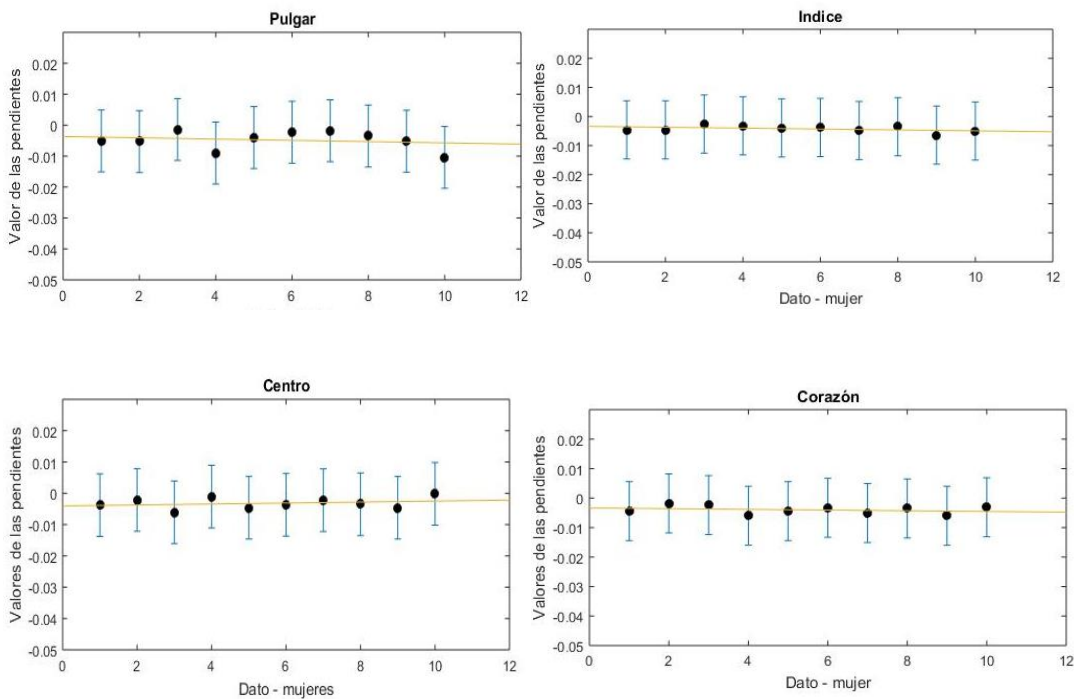 Pulgar
Valor de las pendientes
0.02
0.01
0
-0.01
-0.02
-0.03
-0.04
-0.05
0 2 4 6 8 10 12
Indice
Valor de las pendientes
0.02
0.01
0
-0.01
-0.02
-0.03
-0.04
-0.05
0 2 4 6 8 10 12
Dato - mujer
Centro
Valores de las pendientes
0.02
0.01
0
-0.01
-0.02
-0.03
-0.04
-0.05
0 2 4 6 8 10 12
Dato - mujeres
Corazón
Valores de las pendientes
0.02
0.01
0
-0.01
-0.02
-0.03
-0.04
-0.05
0 2 4 6 8 10 12
Dato - mujer